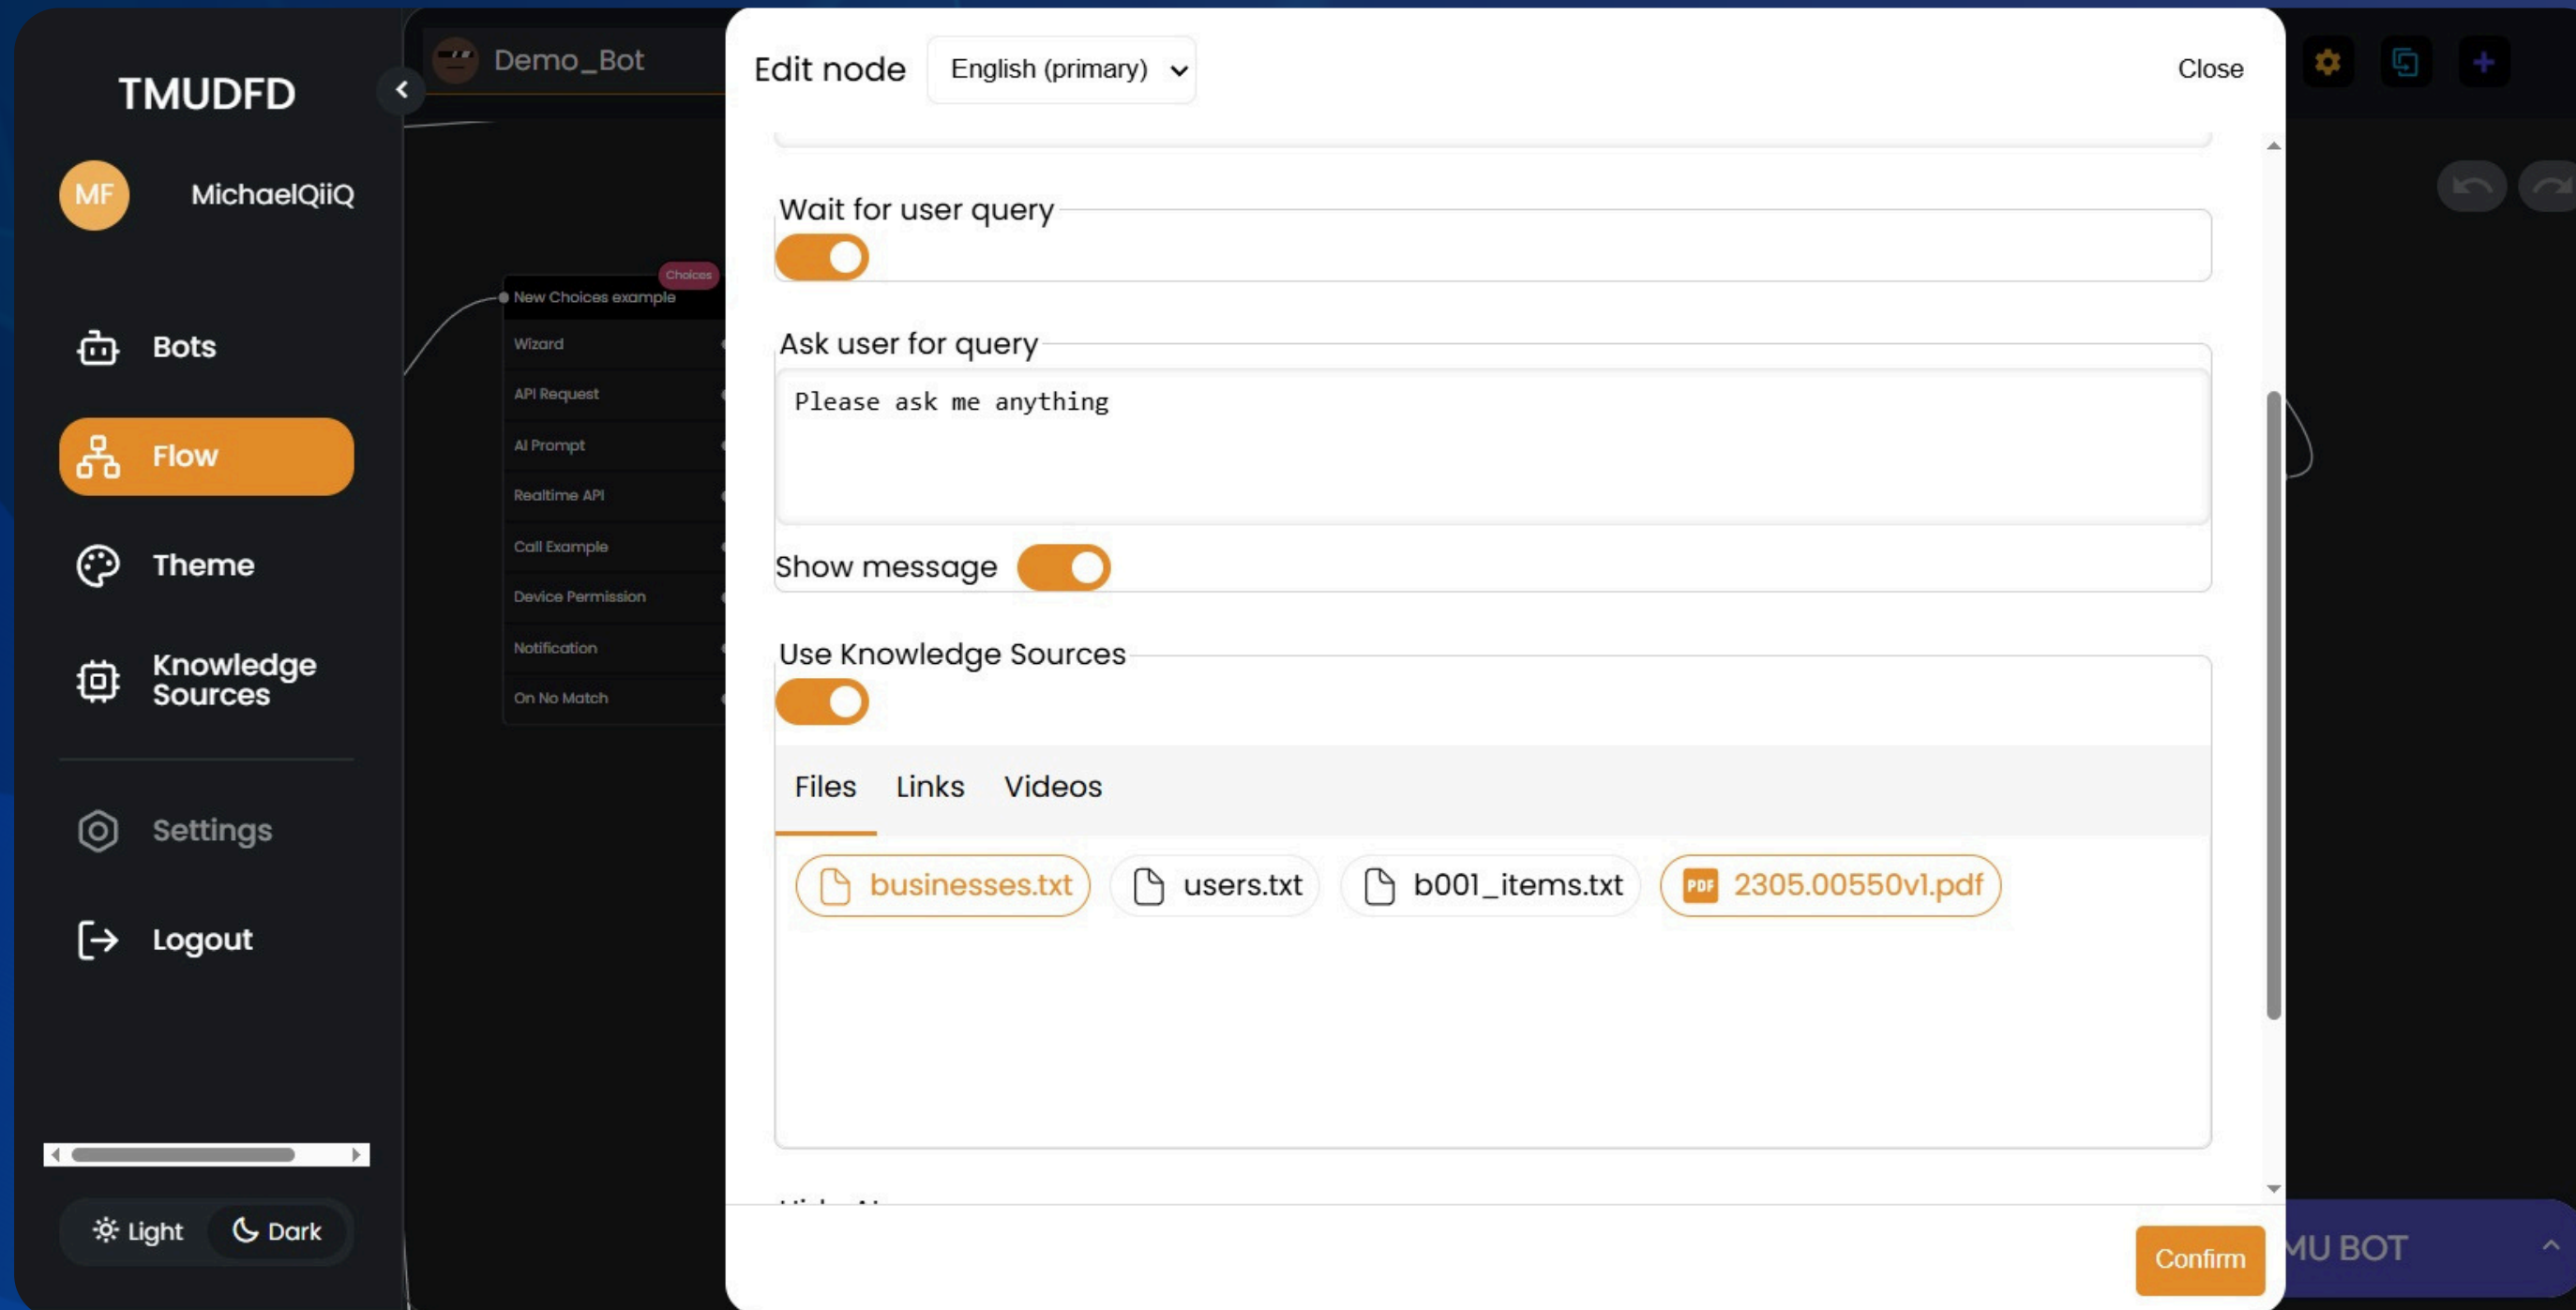 TMUDFD
MF
MichaelQiiQ
Bots
Flow
Theme
Knowledge
Sources
Settings
Logout
Light
Dark
Demo_Bot
Choices
New Choices example
Wizard
API Request
AI Prompt
Realtime API
Call Example
Device Permission
Notification
On No Match
Edit node
English (primary)
Close
Wait for user query
Ask user for query
Please ask me anything
Show message
Use Knowledge Sources
Files Links Videos
businesses.txt
users.txt
b001_items.txt
PDF 2305.00550v1.pdf
Confirm
MU BOT